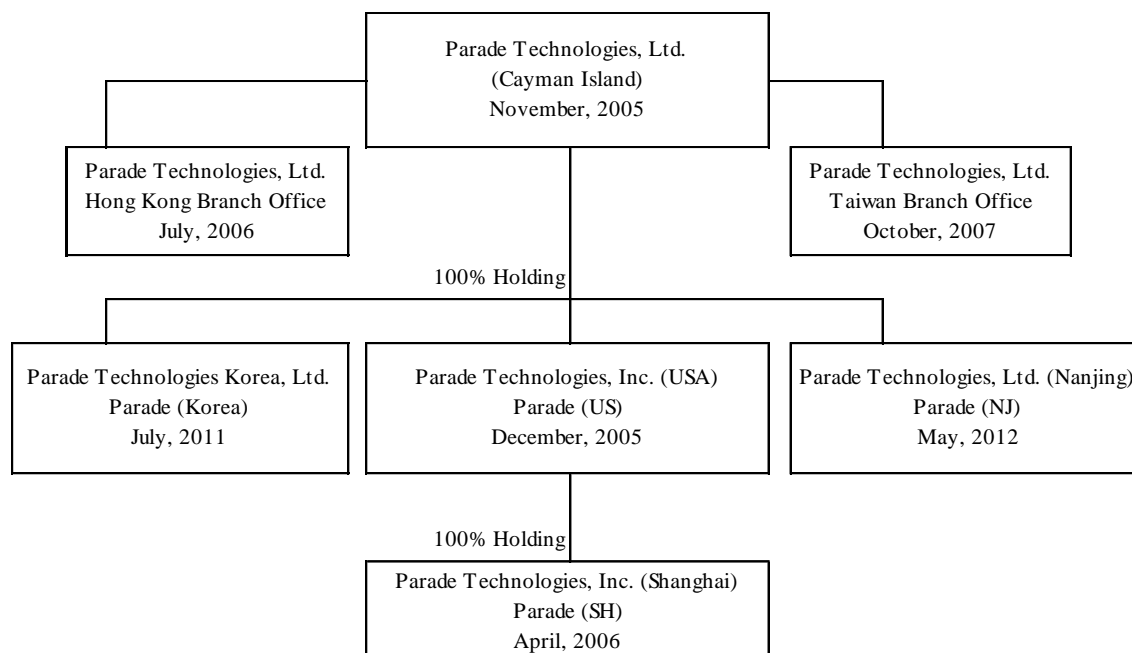 Parade Technologies, Ltd.
(Cayman Island)
November, 2005
Parade Technologies, Ltd.
Hong Kong Branch Office
July, 2006
Parade Technologies, Ltd.
Taiwan Branch Office
October, 2007
100% Holding
Parade Technologies Korea, Ltd.
Parade (Korea)
July, 2011
Parade Technologies, Inc. (USA)
Parade (US)
December, 2005
Parade Technologies, Ltd. (Nanjing)
Parade (NJ)
May, 2012
100% Holding
Parade Technologies, Inc. (Shanghai)
Parade (SH)
April, 2006